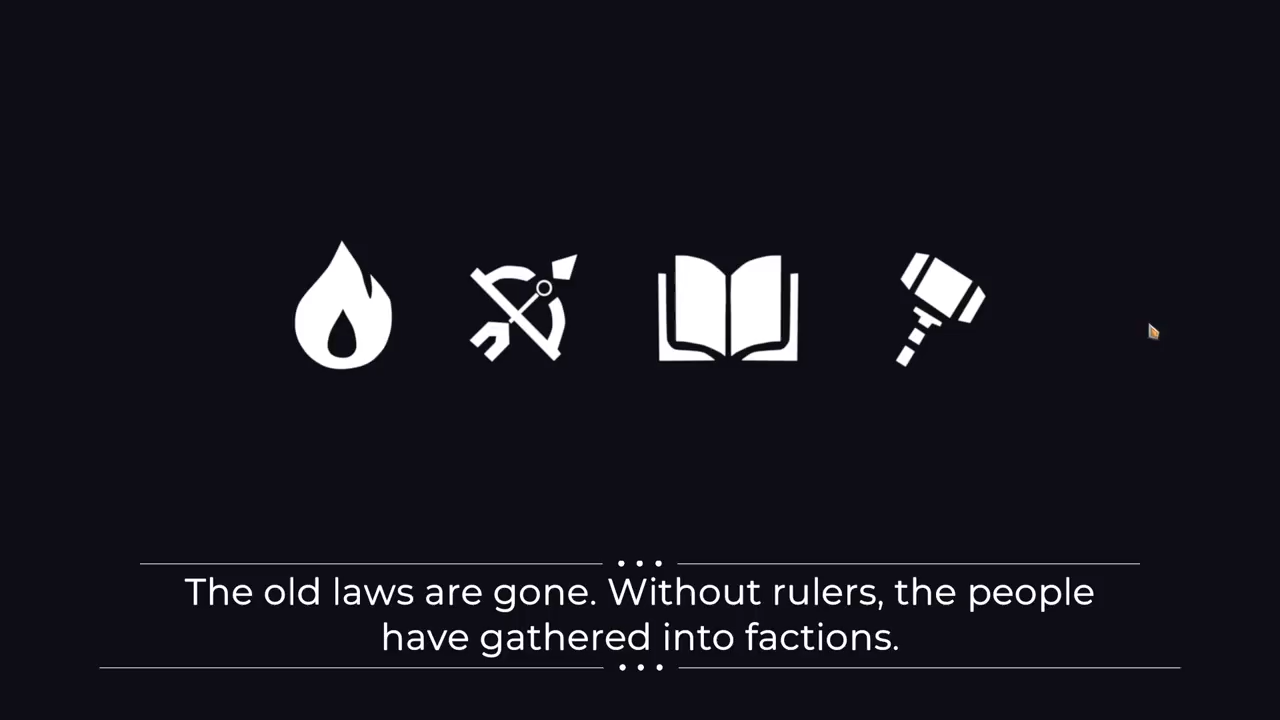 The old laws are gone. Without rulers, the people
have gathered into factions.